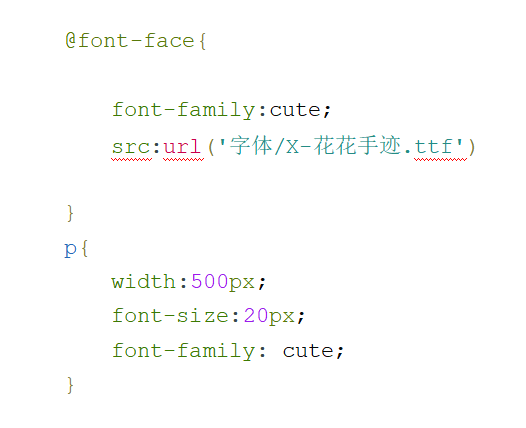 @font-face{
font-family:cute;
src:url('字体/X-花花手迹.ttf')
}
p{
width:500px;
font-size:20px;
font-family: cute;
}